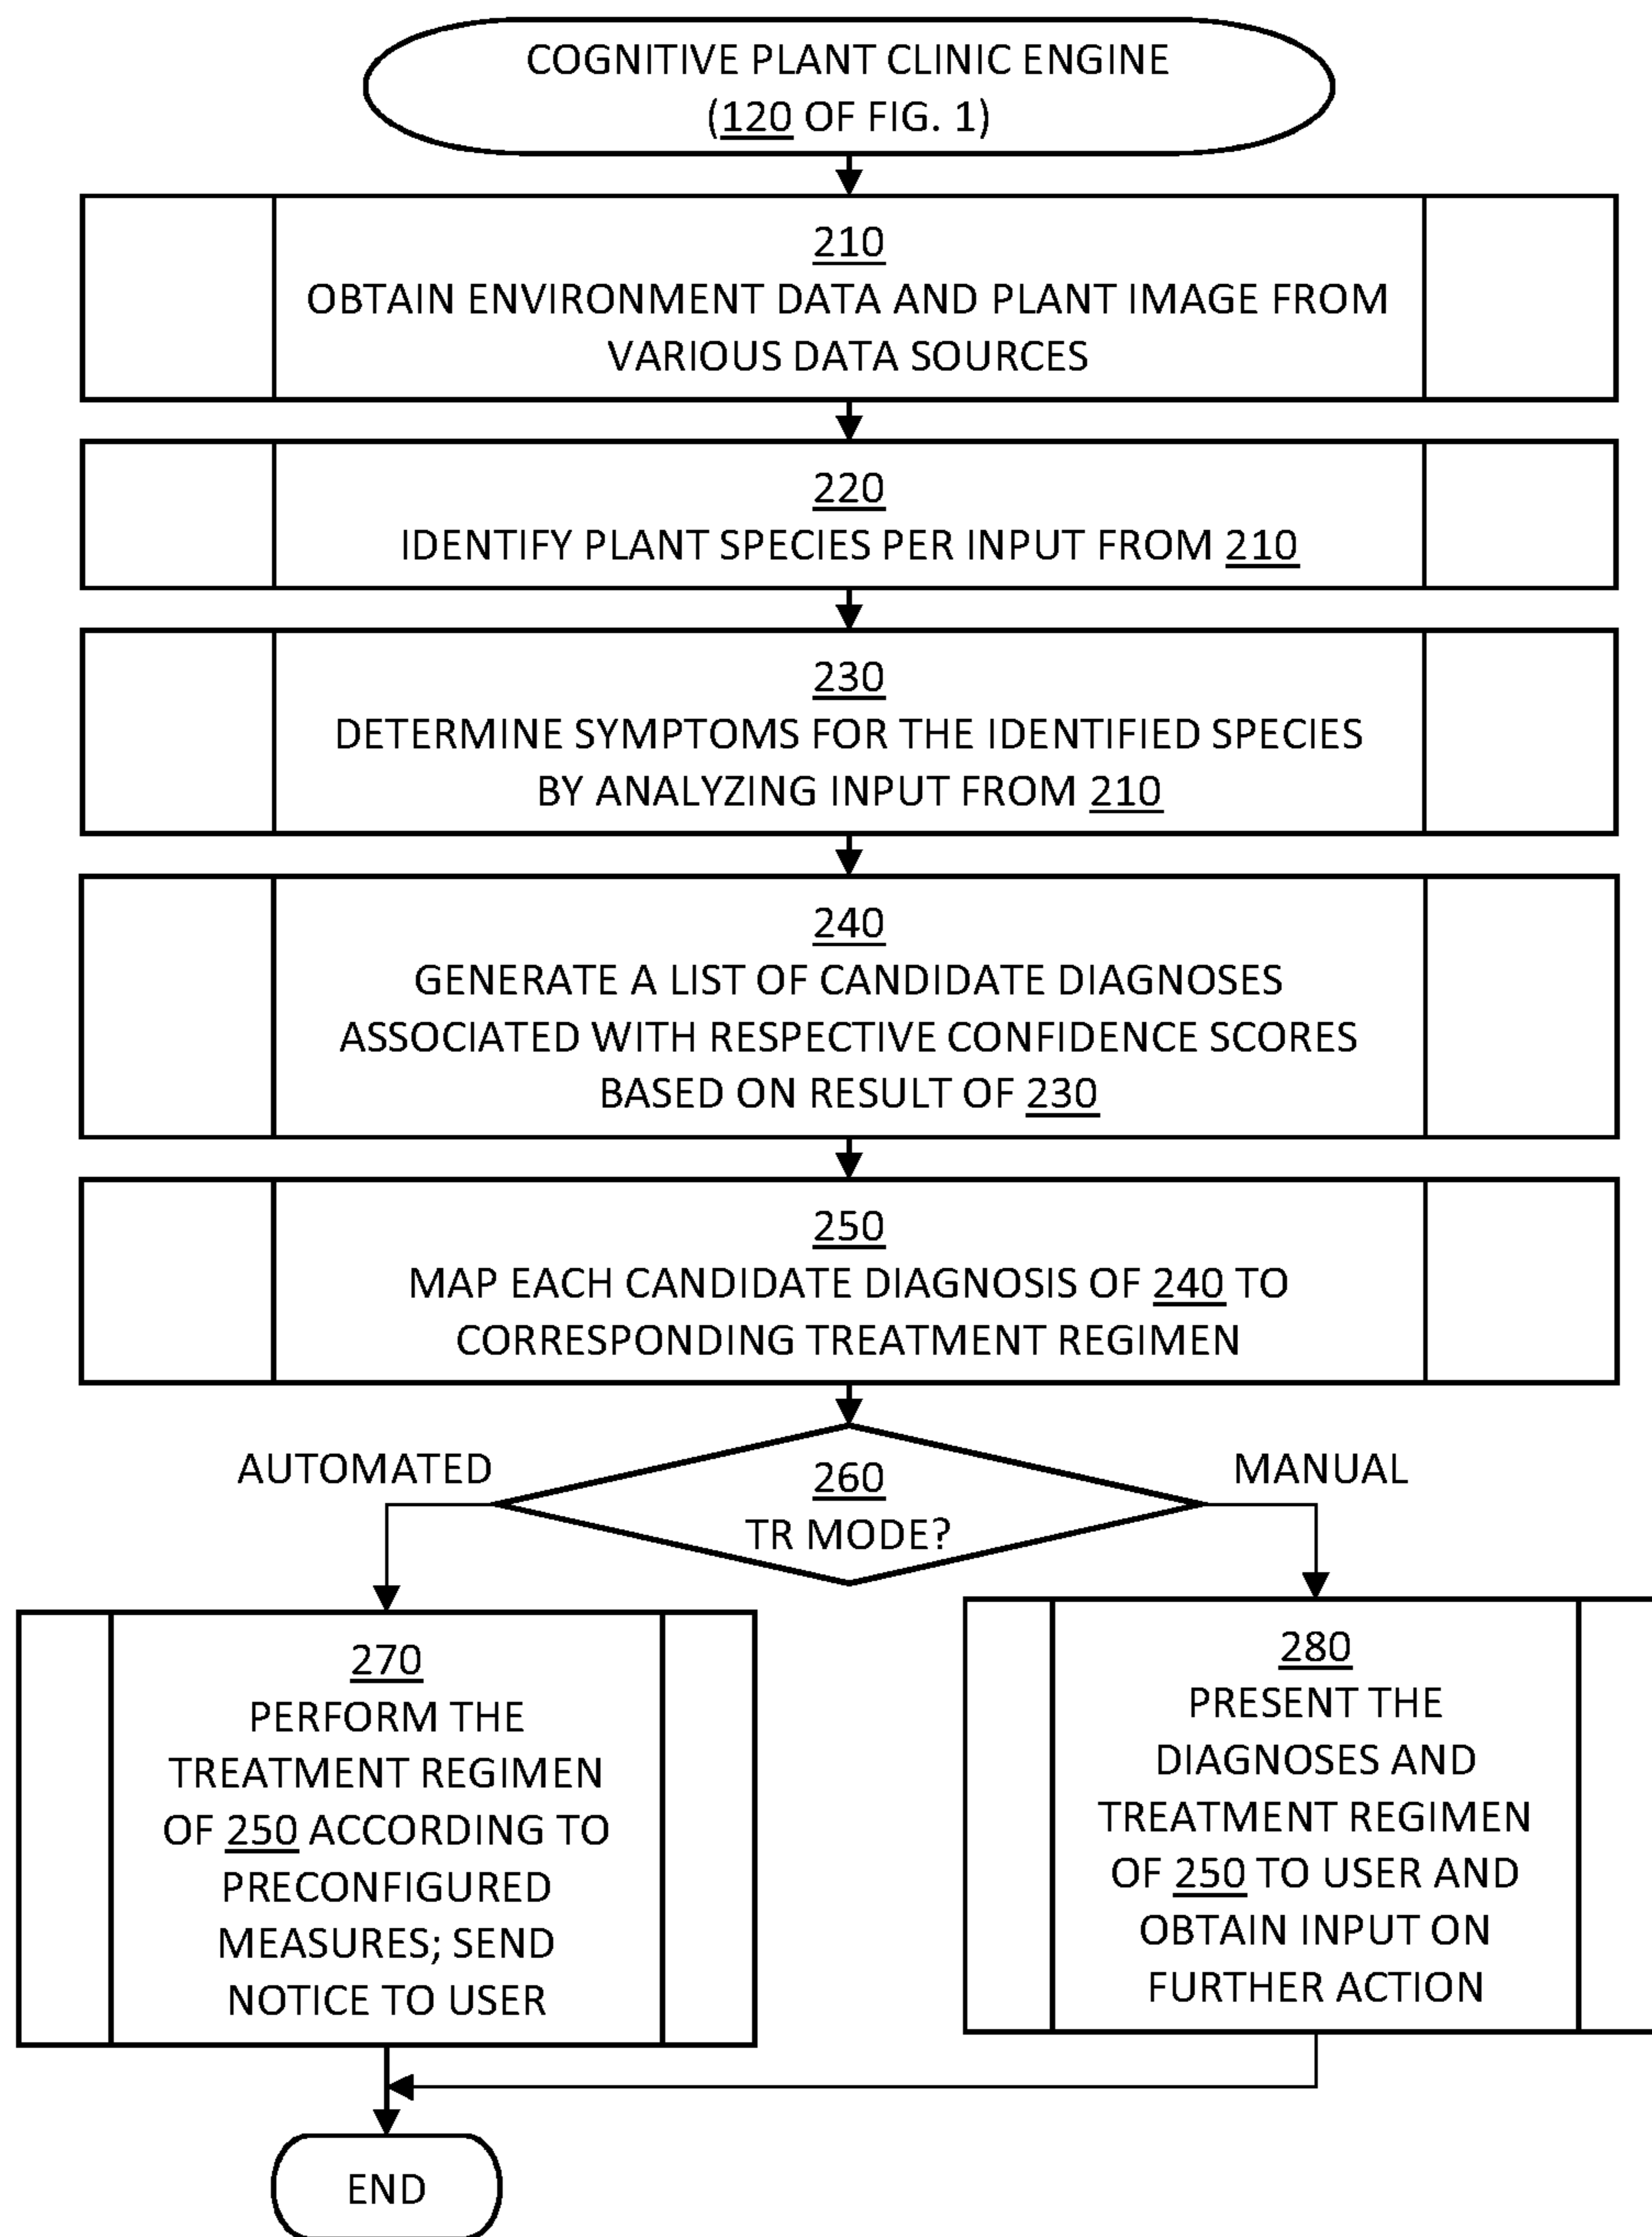 COGNITIVE PLANT CLINIC ENGINE
(120 OF FIG. 1)
210
OBTAIN ENVIRONMENT DATA AND PLANT IMAGE FROM
VARIOUS DATA SOURCES
220
IDENTIFY PLANT SPECIES PER INPUT FROM 210
230
DETERMINE SYMPTOMS FOR THE IDENTIFIED SPECIES
BY ANALYZING INPUT FROM 210
240
GENERATE A LIST OF CANDIDATE DIAGNOSES
ASSOCIATED WITH RESPECTIVE CONFIDENCE SCORES
BASED ON RESULT OF 230
250
MAP EACH CANDIDATE DIAGNOSIS OF 240 TO
CORRESPONDING TREATMENT REGIMEN
AUTOMATED
260
TR MODE?
MANUAL
270
PERFORM THE
TREATMENT REGIMEN
OF 250 ACCORDING TO
PRECONFIGURED
MEASURES; SEND
NOTICE TO USER
280
PRESENT THE
DIAGNOSES AND
TREATMENT REGIMEN
OF 250 TO USER AND
OBTAIN INPUT ON
FURTHER ACTION
END